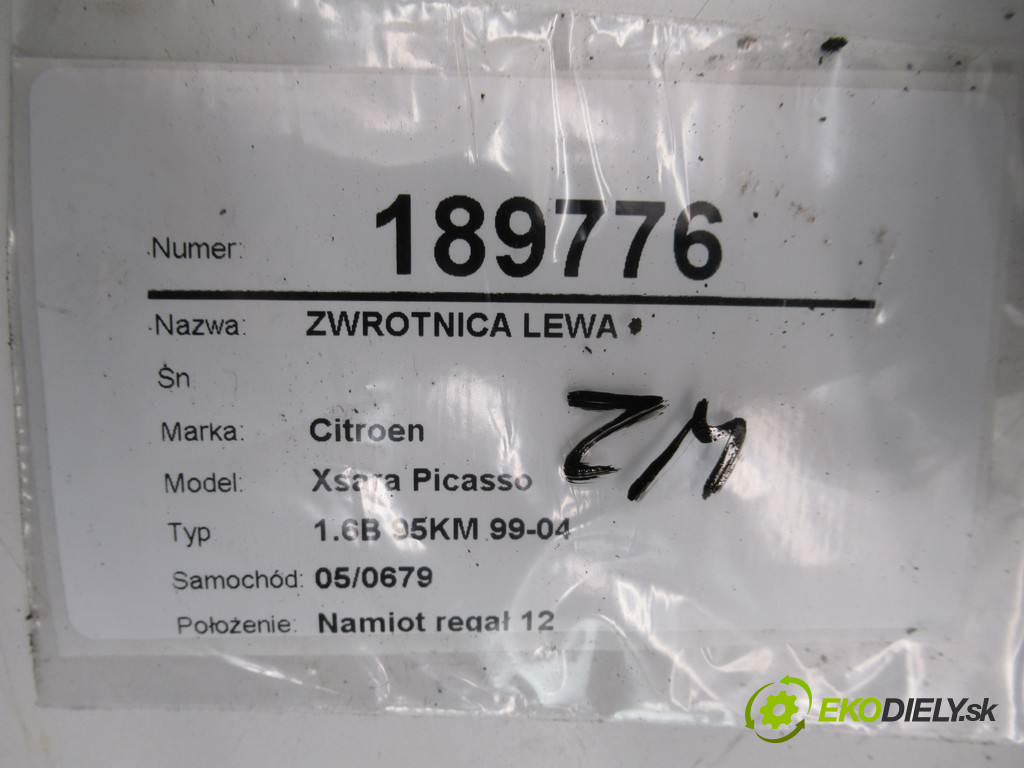 Numer: 189776
Nazwa: ZWROTNICA LEWA
Śn
Marka: Citroen
ZM
Model: Xsara Picasso
Typ 1.6B 95KM 99-04
Samochód: 05/0679
Położenie: Namiot regał 12
EKODIELY.sk